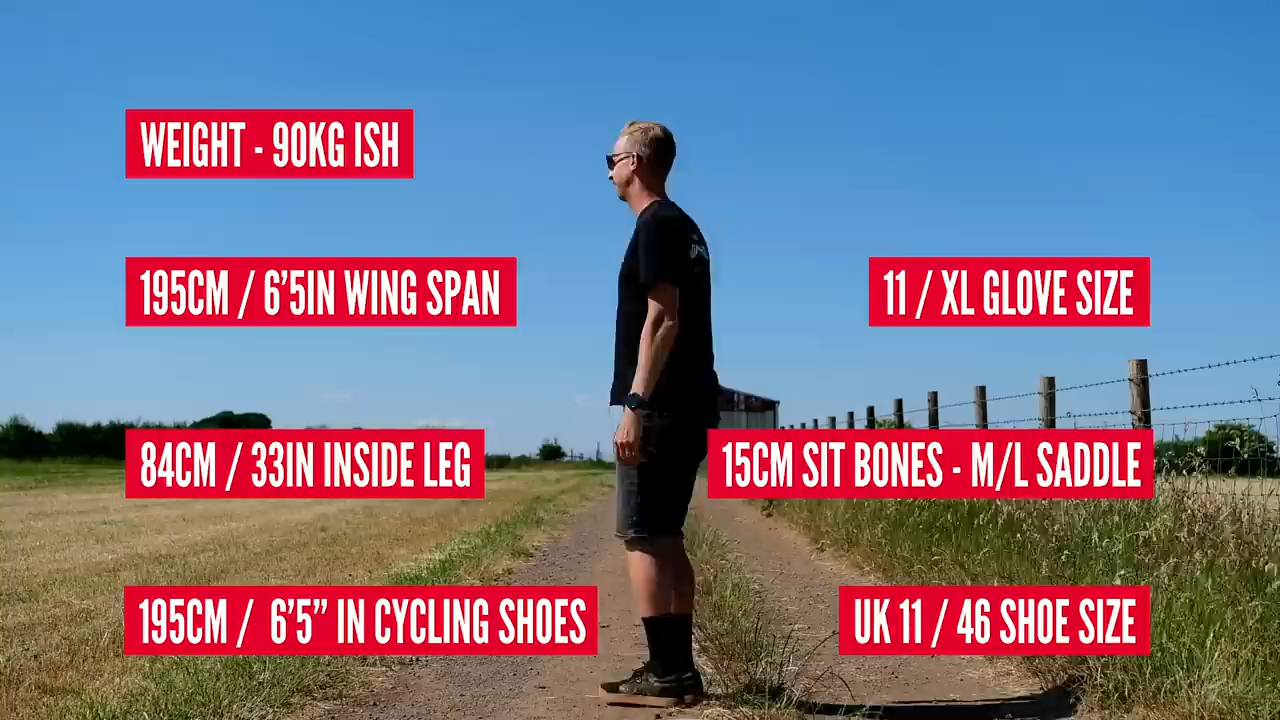 WEIGHT - 90KG ISH
195CM / 6'5IN WING SPAN
11 / XL GLOVE SIZE
84CM / 33IN INSIDE LEG
15CM SIT BONES - M/L SADDLE
195CM /  6'5” IN CYCLING SHOES
UK 11 / 46 SHOE SIZE